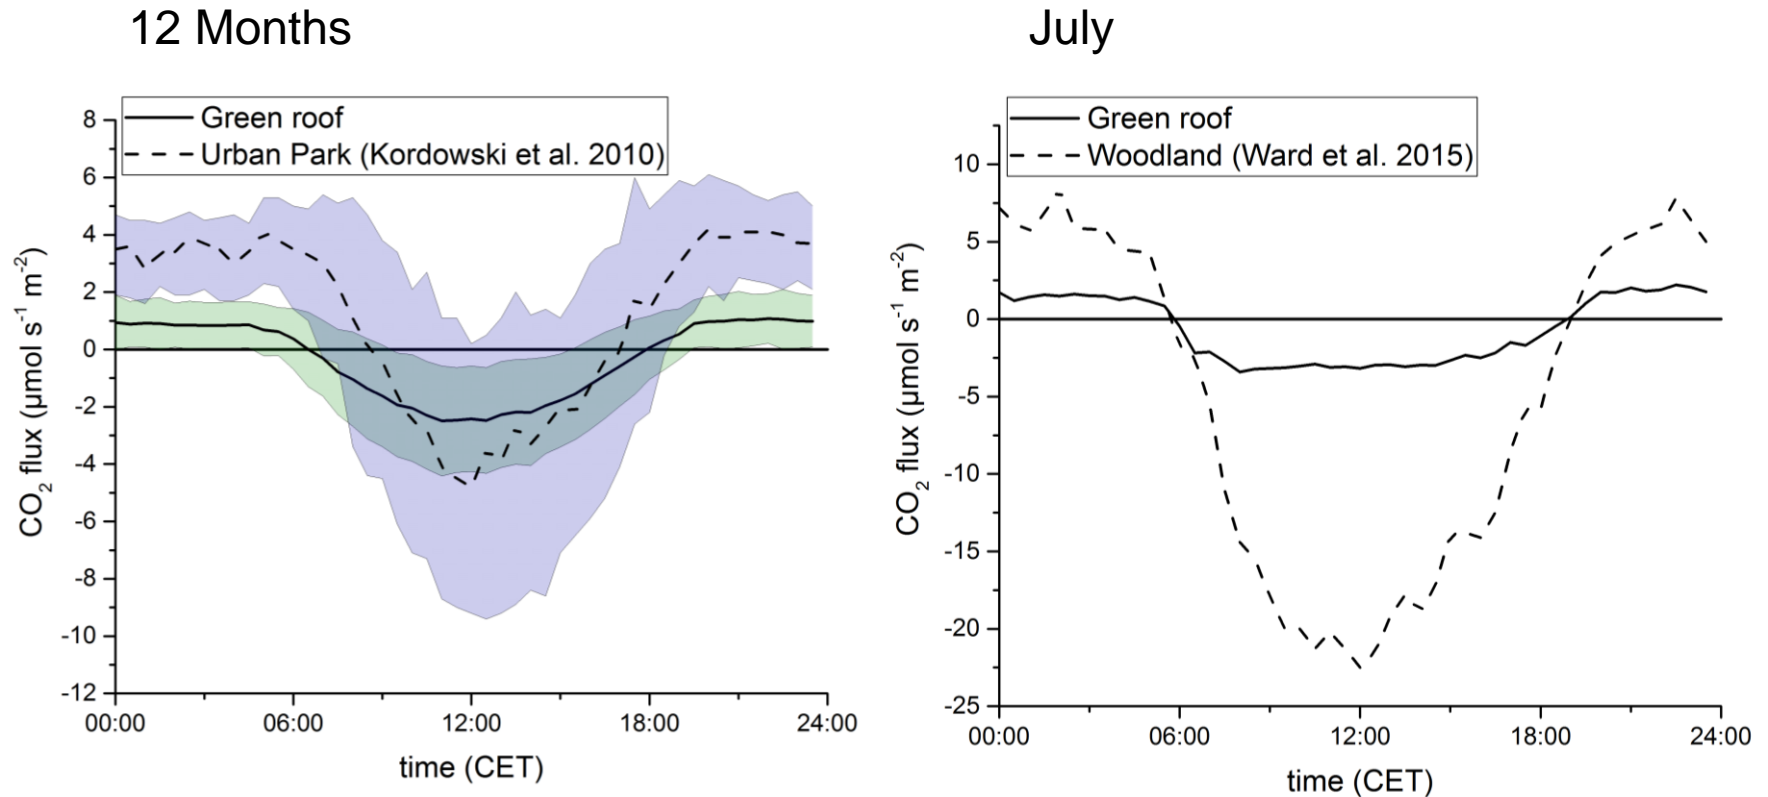 12 Months
Green roof
Urban Park (Kordowski et al. 2010)
8
6
4
2
0
-2
-4
-6
-8
-10
-12
CO₂ flux (μmol s⁻¹ m⁻²)
00:00 06:00 12:00 18:00 24:00
time (CET)
July
Green roof
Woodland (Ward et al. 2015)
10
5
0
-5
-10
-15
-20
-25
CO₂ flux (μmol s⁻¹ m⁻²)
00:00 06:00 12:00 18:00 24:00
time (CET)